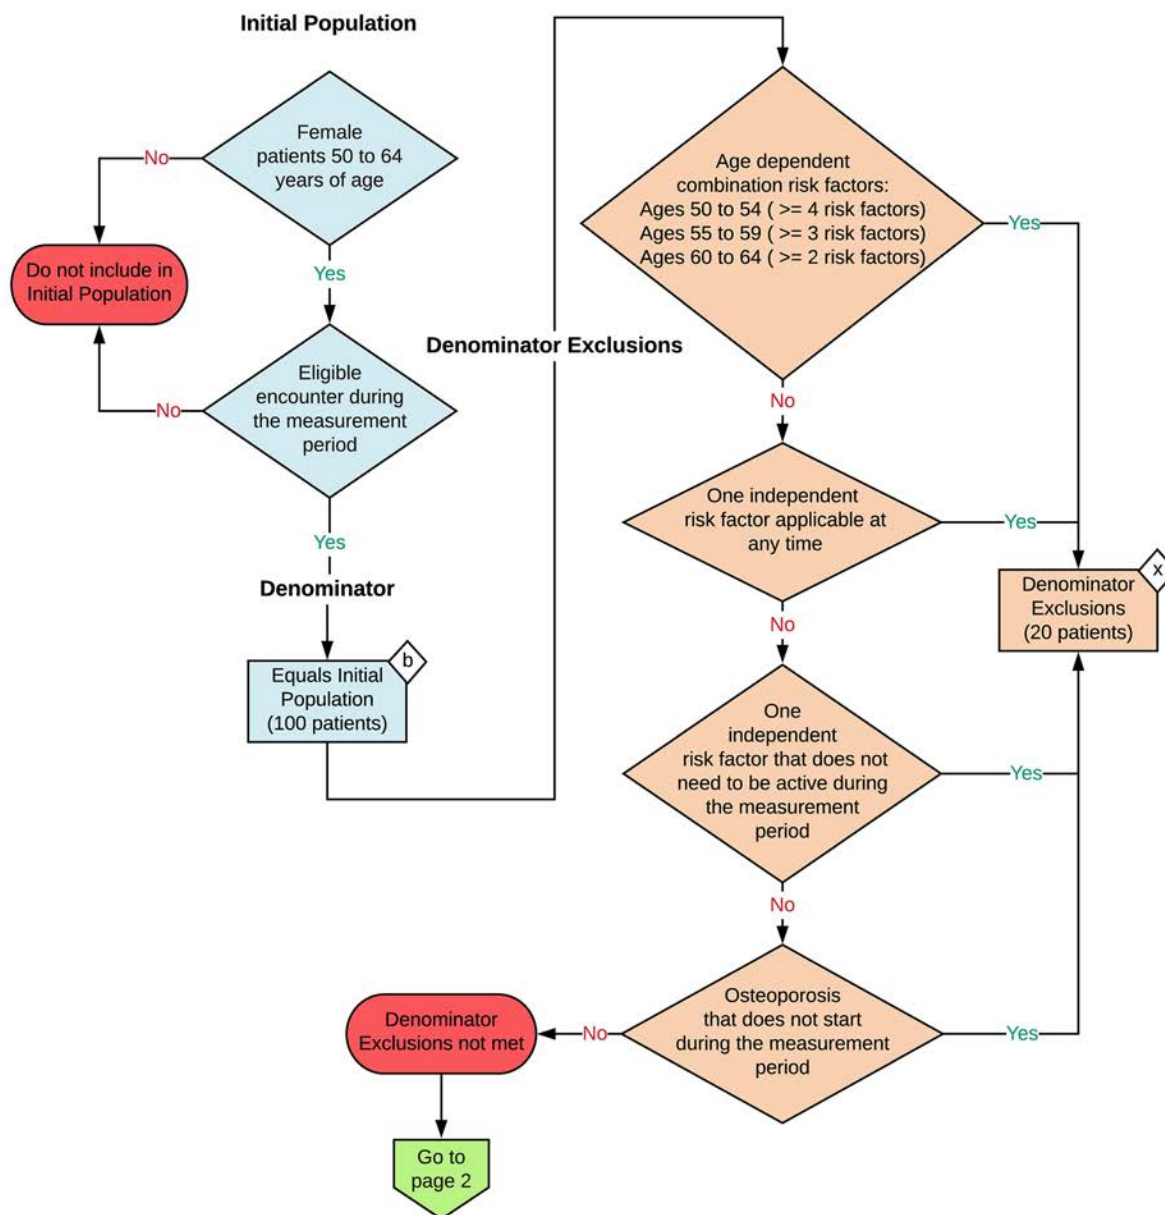 Initial Population
Female
patients 50 to 64
years of age
No
Yes
Do not include in
Initial Population
Eligible
encounter during
the measurement
period
No
Yes
Denominator
Equals Initial
Population
(100 patients)
b
Denominator Exclusions
Age dependent
combination risk factors:
Ages 50 to 54 ( >= 4 risk factors)
Ages 55 to 59 ( >= 3 risk factors)
Ages 60 to 64 ( >= 2 risk factors)
Yes
No
One independent
risk factor applicable at
any time
Yes
No
Denominator
Exclusions
(20 patients)
x
One
independent
risk factor that does not
need to be active during
the measurement
period
Yes
No
Osteoporosis
that does not start
during the measurement
period
Yes
No
Denominator
Exclusions not met
Go to
page 2